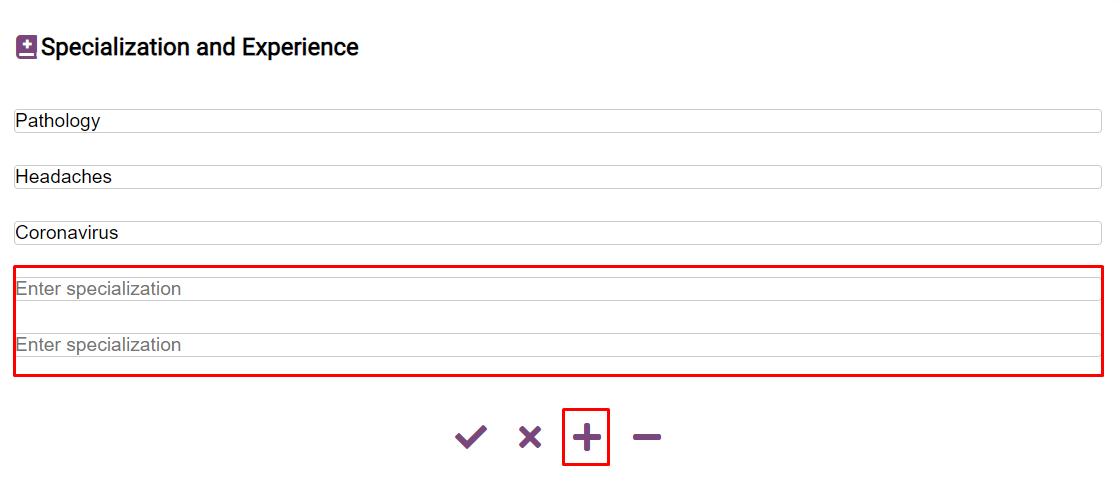 Specialization and Experience
Pathology
Headaches
Coronavirus
Enter specialization
Enter specialization